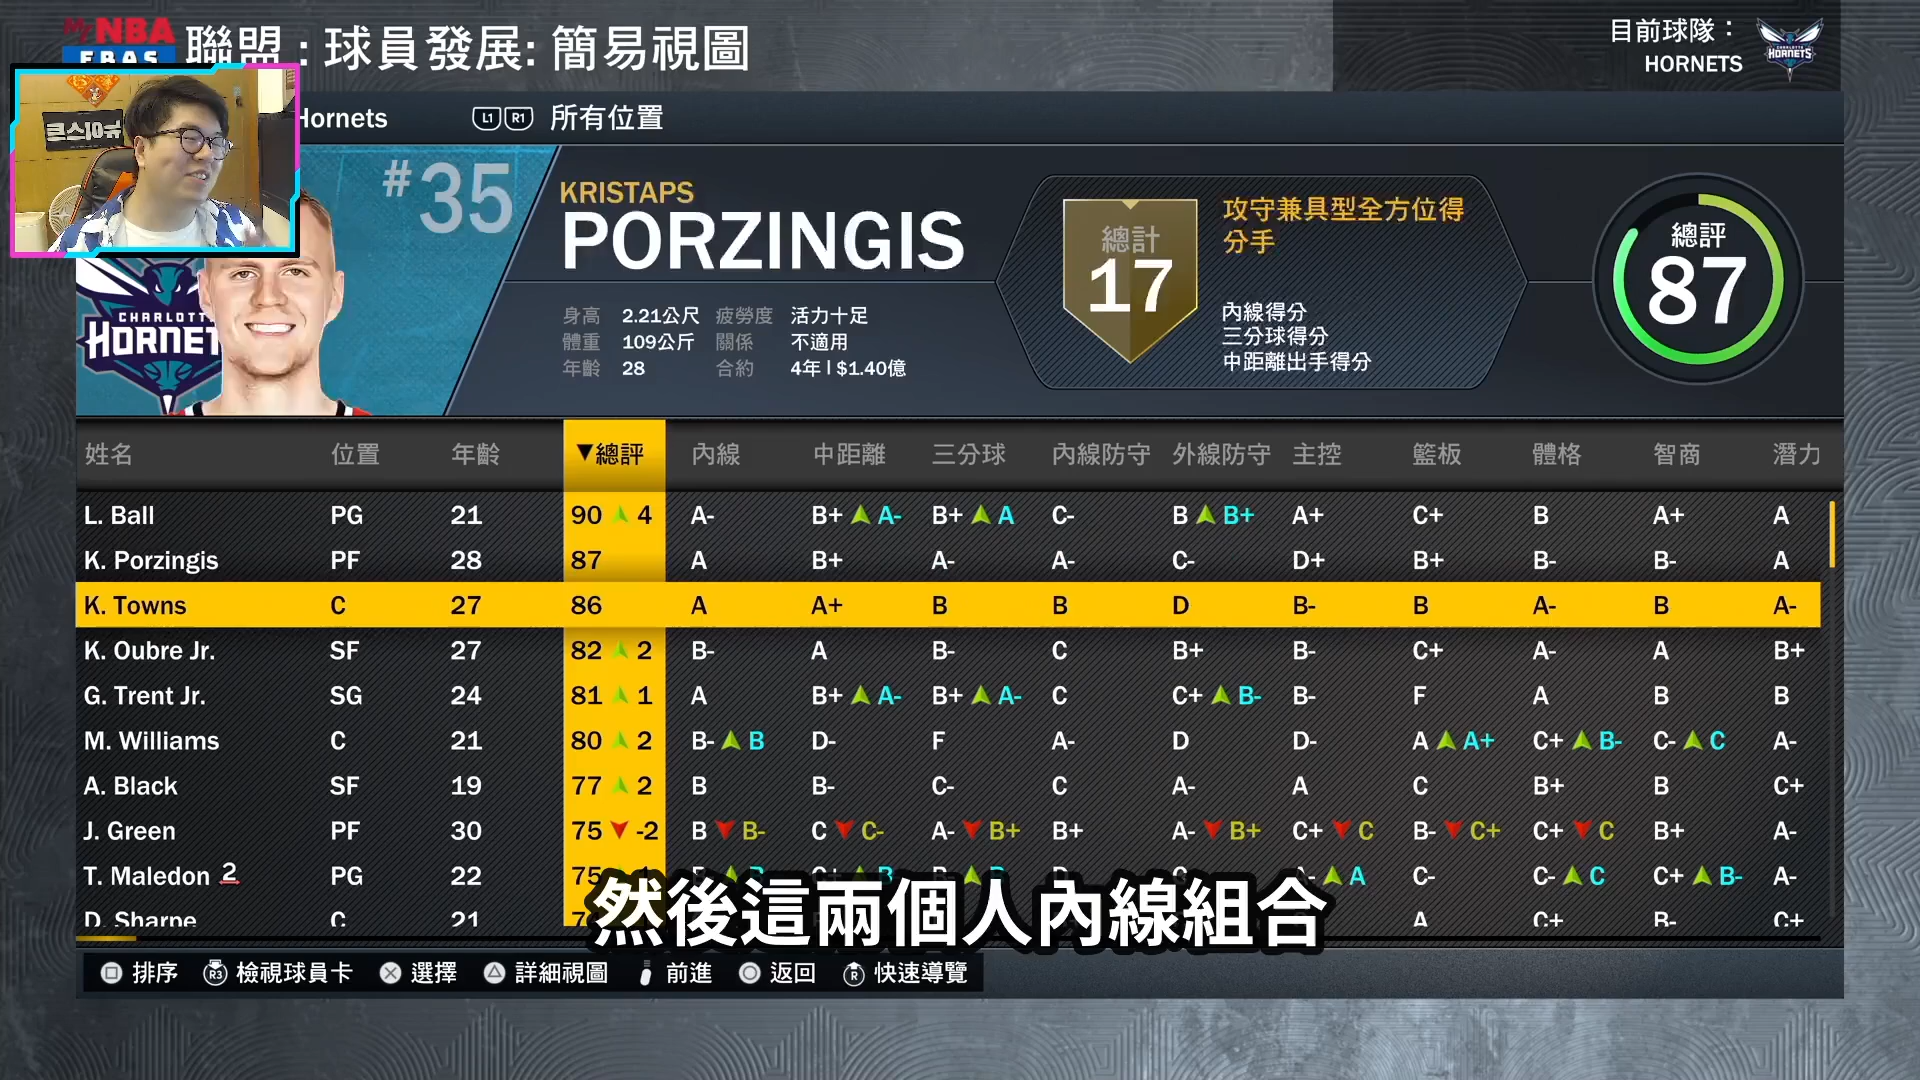 MyNBA
ERAS
聯盟 : 球員發展: 簡易視圖
目前球隊：
HORNETS
Hornets
L1 R1 所有位置
#35
KRISTAPS
PORZINGIS
身高 2.21公尺 疲勞度 活力十足
體重 109公斤 關係 不適用
年齡 28 合約 4年 | $1.40億
總計
17
攻守兼具型全方位得
分手
內線得分
三分球得分
中距離出手得分
總評
87
CHARLOTTE
HORNETS
姓名 位置 年齡 ▼總評 內線 中距離 三分球 內線防守 外線防守 主控 籃板 體格 智商 潛力
L. Ball PG 21 90 ▲ 4 A- B+ ▲ A- B+ ▲ A C- B ▲ B+ A+ C+ B A+ A
K. Porzingis PF 28 87 A B+ A- A- C- D+ B+ B- B- A
K. Towns C 27 86 A A+ B B D B- B A- B A-
K. Oubre Jr. SF 27 82 ▲ 2 B- A B- C B+ B- C+ A- A B+
G. Trent Jr. SG 24 81 ▲ 1 A B+ ▲ A- B+ ▲ A- C C+ ▲ B- B- F A B B
M. Williams C 21 80 ▲ 2 B- ▲ B D- F A- D D- A ▲ A+ C+ ▲ B- C- ▲ C A-
A. Black SF 19 77 ▲ 2 B B- C- C A- A C B+ B C+
J. Green PF 30 75 ▼ -2 B ▼ B- C ▼ C- A- ▼ B+ B+ A- ▼ B+ C+ ▼ C B- ▼ C+ C+ ▼ C B+ A-
T. Maledon 2 PG 22 75 A- ▲ A C- C- ▲ C C+ ▲ B- A-
D. Sharpe C 21 A C+ B- C+
然後這兩個人內線組合
排序 R3 檢視球員卡 選擇 詳細視圖 前進 返回 R 快速導覽